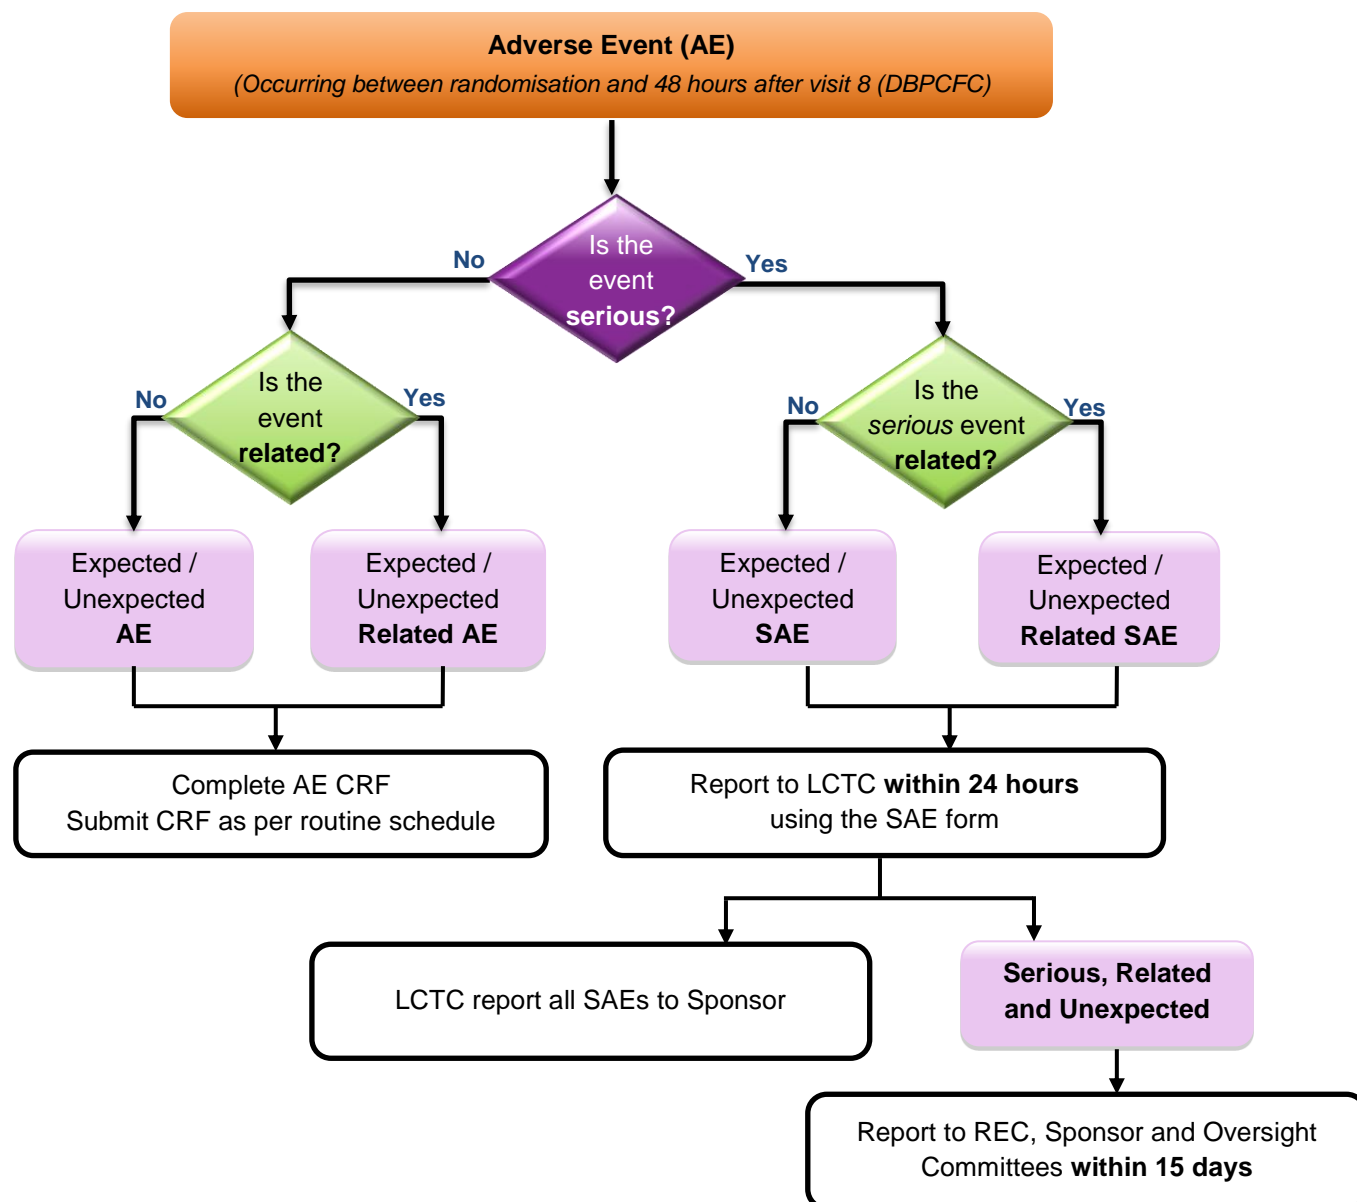 Adverse Event (AE)
(Occurring between randomisation and 48 hours after visit 8 (DBPCFC)
No
Is the
event
serious?
Yes
No
Is the
event
related?
Yes
No
Is the
serious event
related?
Yes
Expected /
Unexpected
AE
Expected /
Unexpected
Related AE
Expected /
Unexpected
SAE
Expected /
Unexpected
Related SAE
Complete AE CRF
Submit CRF as per routine schedule
Report to LCTC within 24 hours
using the SAE form
LCTC report all SAEs to Sponsor
Serious, Related
and Unexpected
Report to REC, Sponsor and Oversight
Committees within 15 days